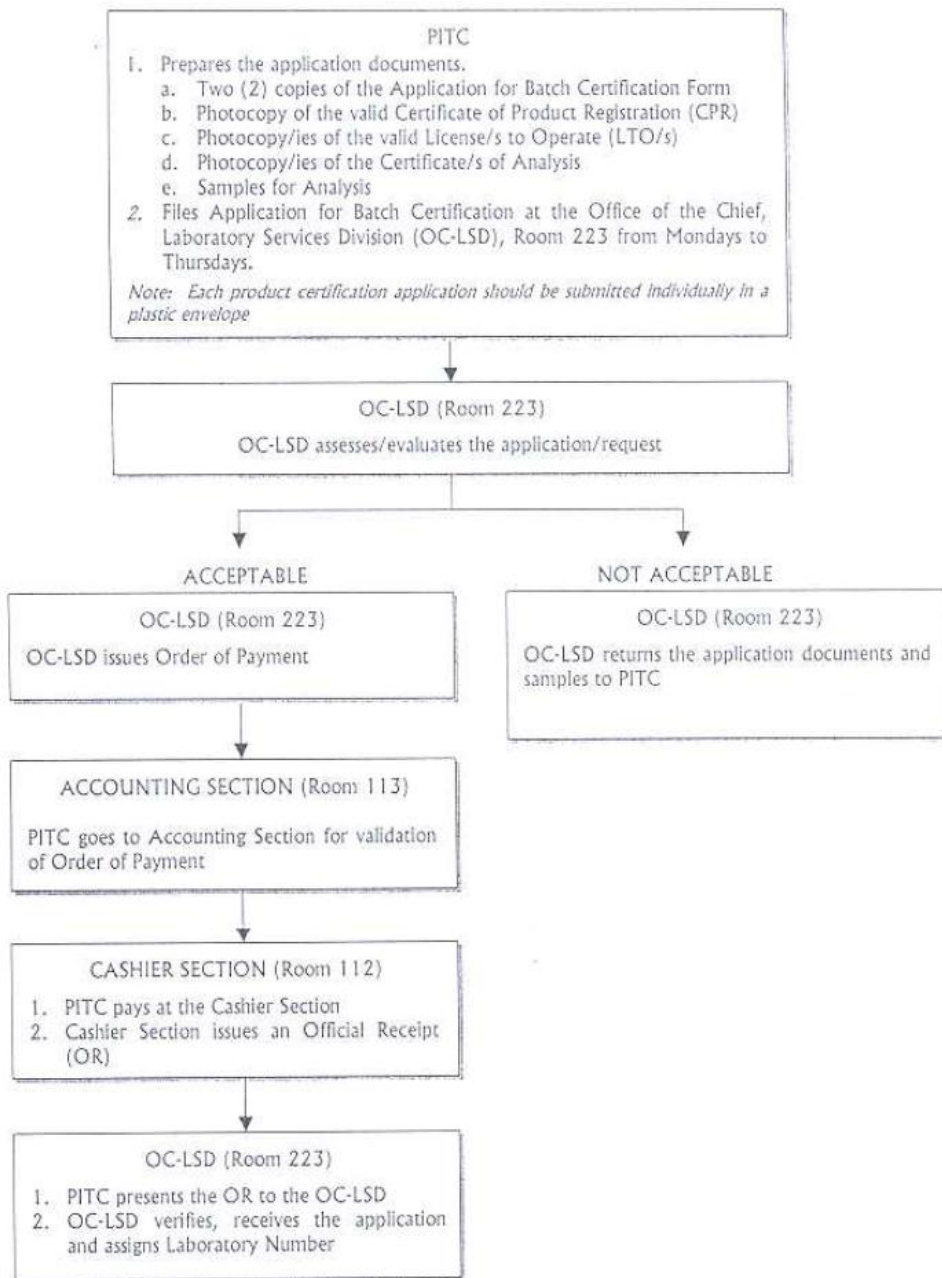 PITC
1. Prepares the application documents.
a. Two (2) copies of the Application for Batch Certification Form
b. Photocopy of the valid Certificate of Product Registration (CPR)
c. Photocopy/ies of the valid License/s to Operate (LTO/s)
d. Photocopy/ies of the Certificate/s of Analysis
e. Samples for Analysis
2. Files Application for Batch Certification at the Office of the Chief,
Laboratory Services Division (OC-LSD), Room 223 from Mondays to
Thursdays.
Note: Each product certification application should be submitted individually in a
plastic envelope
OC-LSD (Room 223)
OC-LSD assesses/evaluates the application/request
ACCEPTABLE
OC-LSD (Room 223)
OC-LSD issues Order of Payment
NOT ACCEPTABLE
OC-LSD (Room 223)
OC-LSD returns the application documents and
samples to PITC
ACCOUNTING SECTION (Room 113)
PITC goes to Accounting Section for validation
of Order of Payment
CASHIER SECTION (Room 112)
1. PITC pays at the Cashier Section
2. Cashier Section issues an Official Receipt
(OR)
OC-LSD (Room 223)
1. PITC presents the OR to the OC-LSD
2. OC-LSD verifies, receives the application
and assigns Laboratory Number